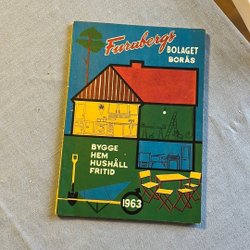 Furubergs
BOLAGET
BORÅS
BYGGE
HEM
HUSHÅLL
FRITID
1963